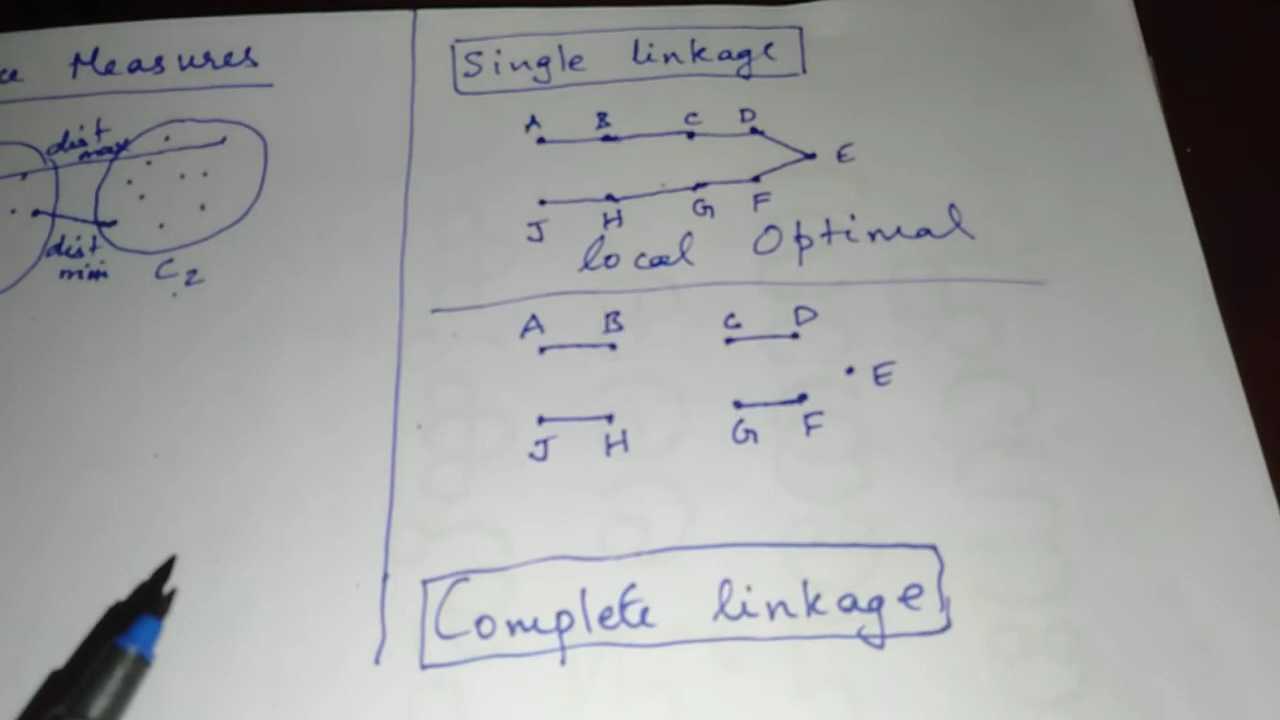 Measures
dist
max
dist
min
C2
Single linkage
A B C D
E
J H G F
local Optimal
A B C D
E
J H G F
Complete linkage